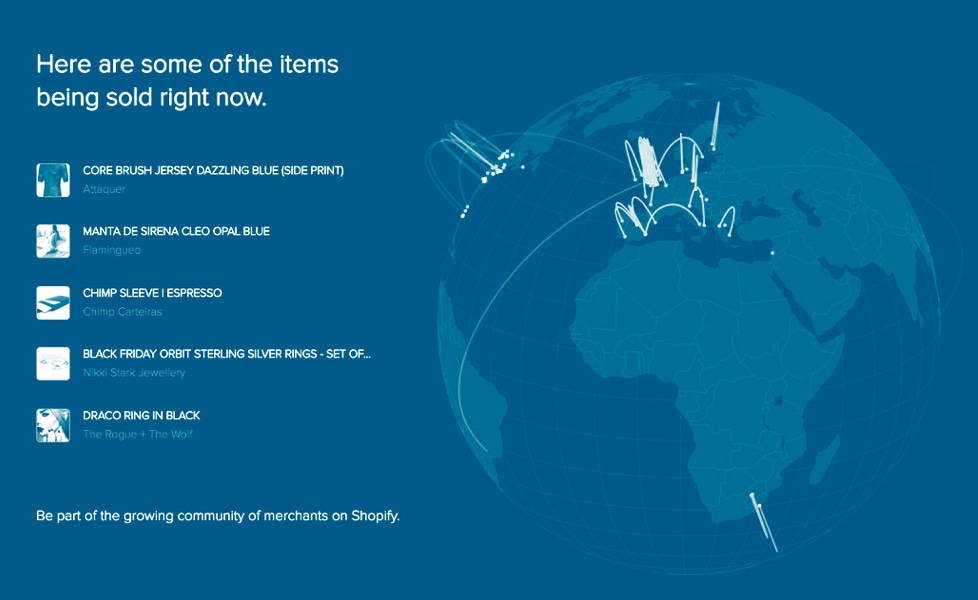 Here are some of the items
being sold right now.
CORE BRUSH JERSEY DAZZLING BLUE (SIDE PRINT)
Attaquer
MANTA DE SIRENA CLEO OPAL BLUE
Flamingueo
CHIMP SLEEVE | ESPRESSO
Chimp Carteiras
BLACK FRIDAY ORBIT STERLING SILVER RINGS - SET OF...
Nikki Stark Jewellery
DRACO RING IN BLACK
The Rogue + The Wolf
Be part of the growing community of merchants on Shopify.